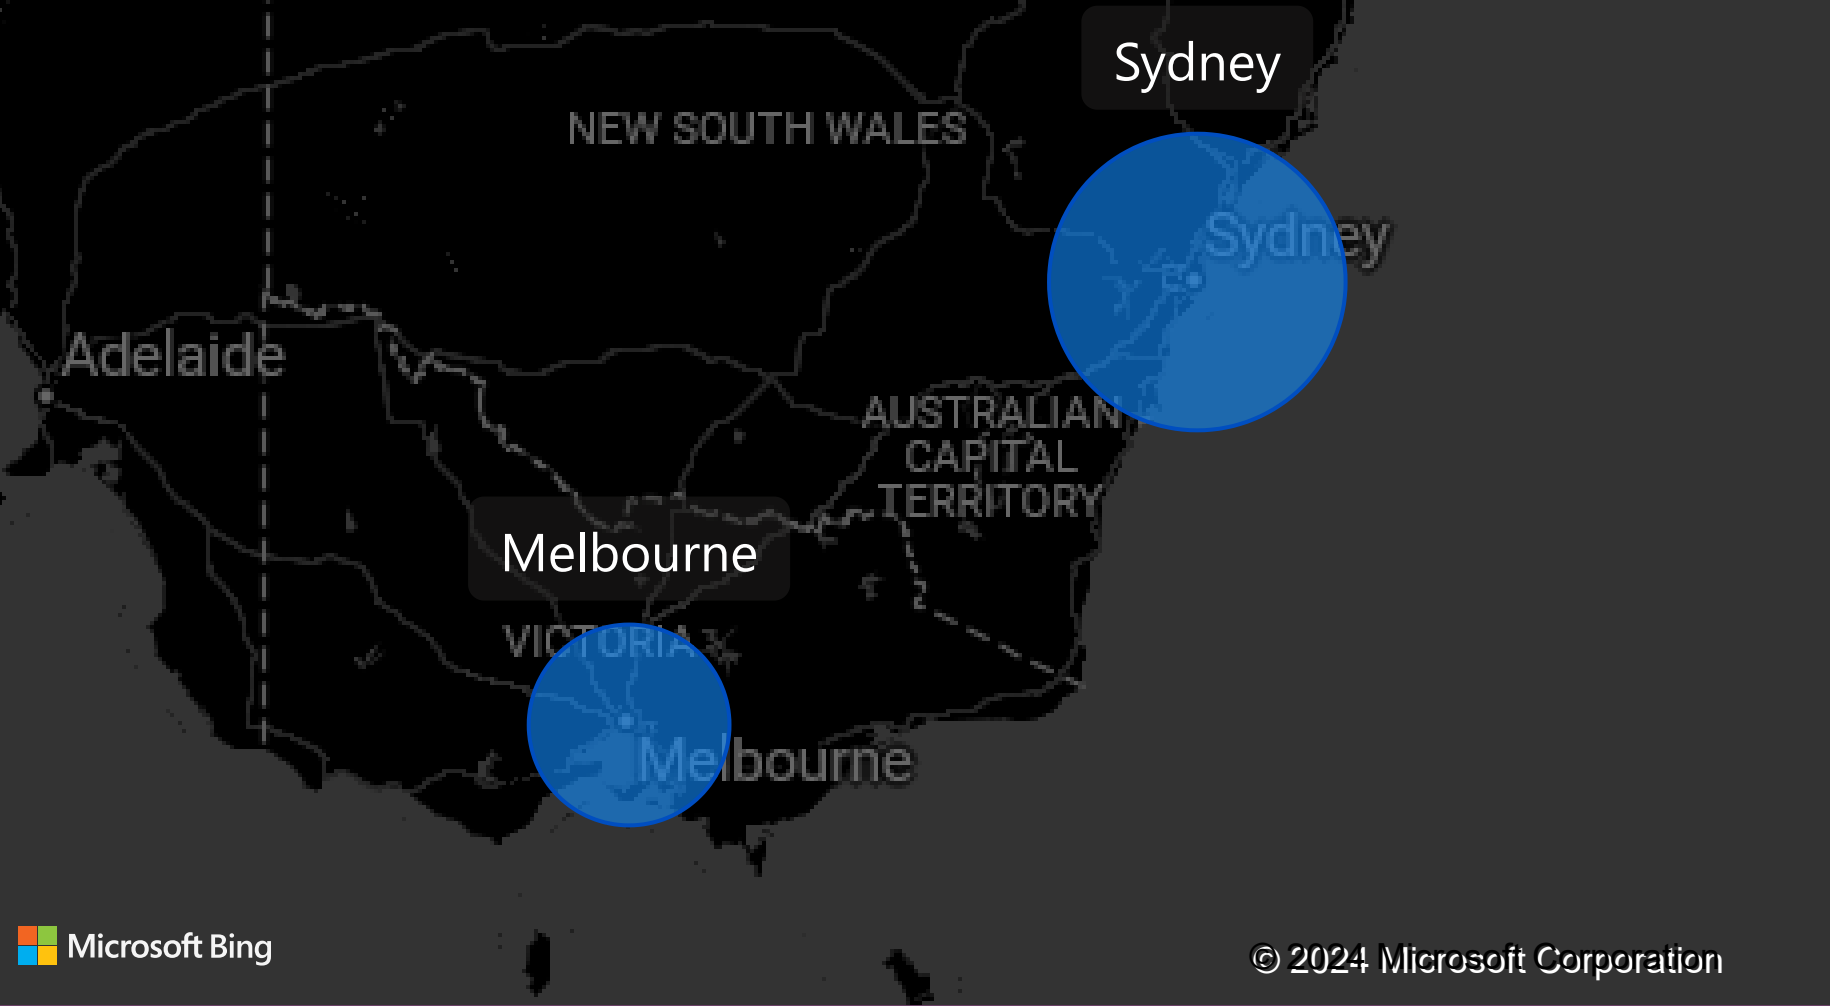 Sydney
NEW SOUTH WALES
Sydney
Adelaide
AUSTRALIAN
CAPITAL
TERRITORY
Melbourne
VICTORIA
Melbourne
Microsoft Bing
© 2024 Microsoft Corporation